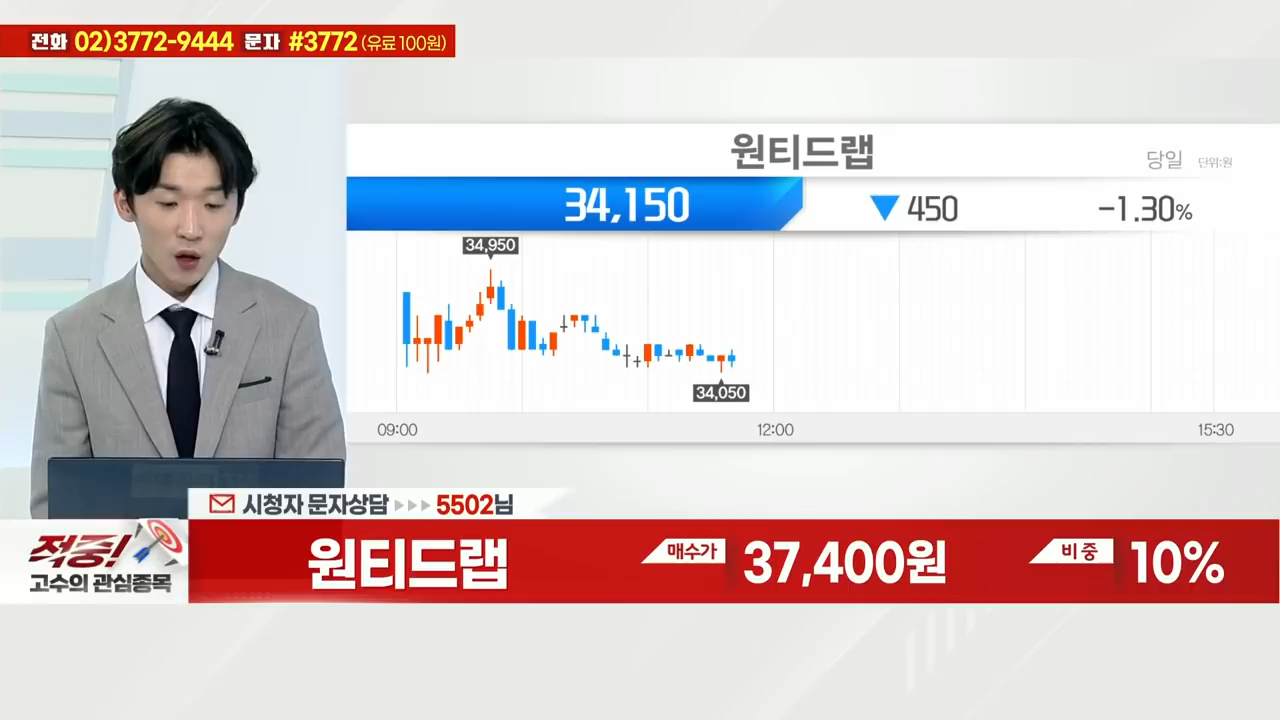 전화 02)3772-9444 문자 #3772 (유료 100원)
원티드랩
당일 단위:원
34,150 ▼ 450 -1.30%
34,950
34,050
09:00 12:00 15:30
시청자 문자상담 ▶▶▶ 5502님
적중!
고수의 관심종목
원티드랩 매수가 37,400원 비중 10%